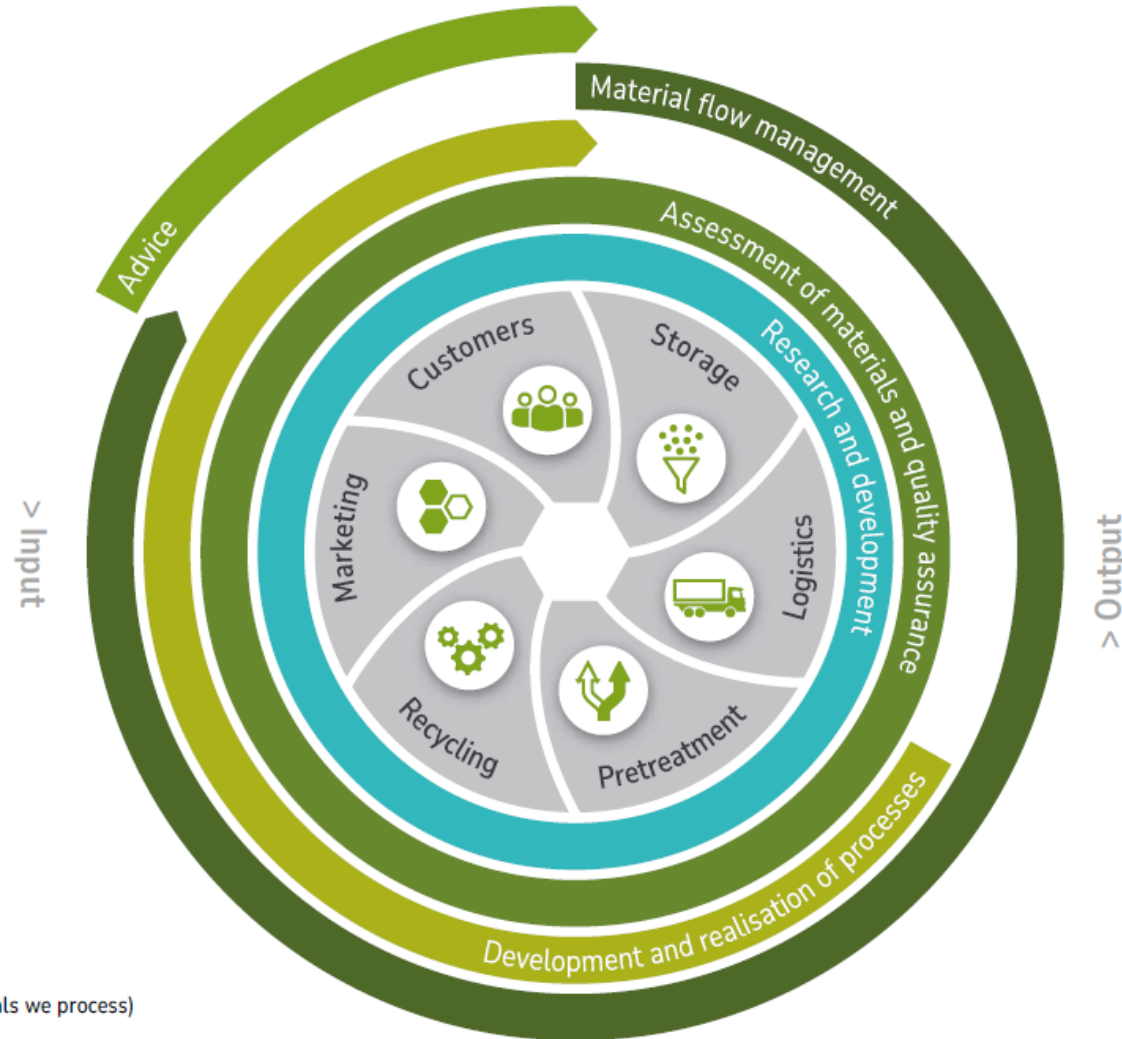 Material flow management
Advice
Assessment of materials and quality assurance
Research and development
Customers
Storage
Marketing
Logistics
Recycling
Pretreatment
Development and realisation of processes
> Input
> Output
we process)